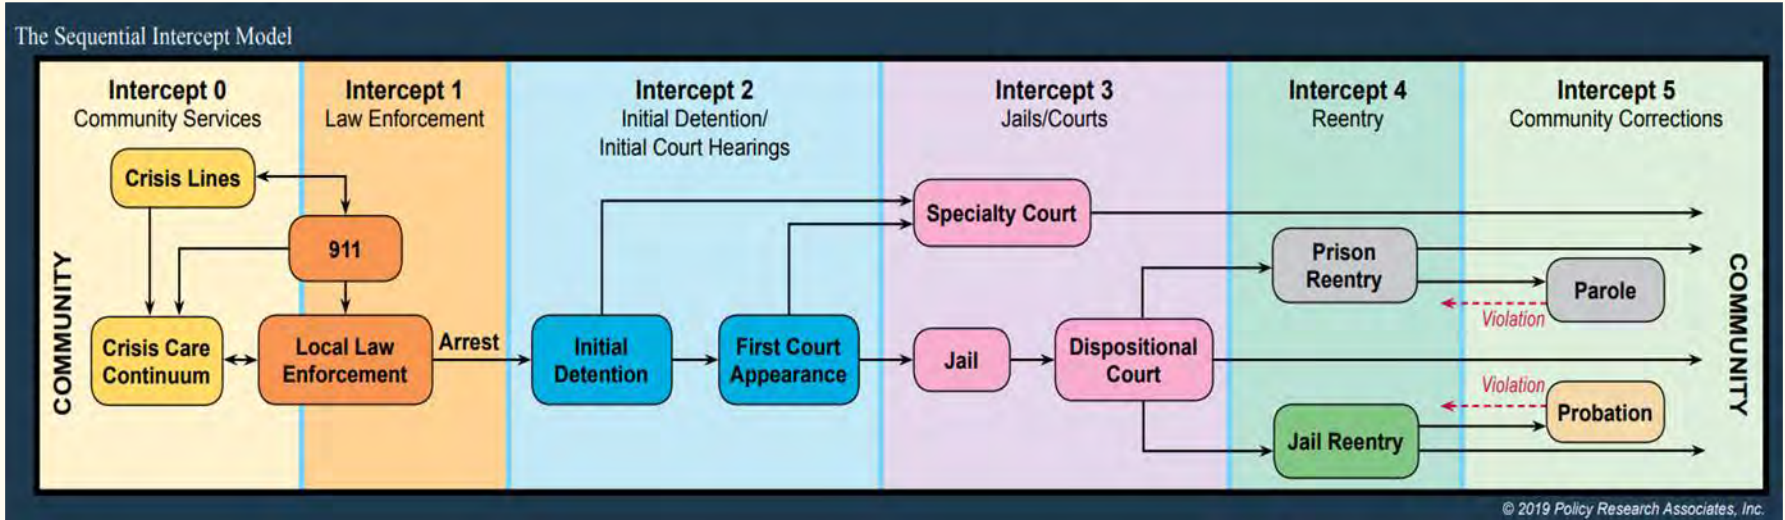 The Sequential Intercept Model
Intercept 0
Community Services
Intercept 1
Law Enforcement
Intercept 2
Initial Detention/
Initial Court Hearings
Intercept 3
Jails/Courts
Intercept 4
Reentry
Intercept 5
Community Corrections
COMMUNITY
Crisis Lines
911
Crisis Care
Continuum
Local Law
Enforcement
Arrest
Initial
Detention
First Court
Appearance
Specialty Court
Jail
Dispositional
Court
Prison
Reentry
Parole
Violation
Violation
Probation
Jail Reentry
COMMUNITY
© 2019 Policy Research Associates, Inc.